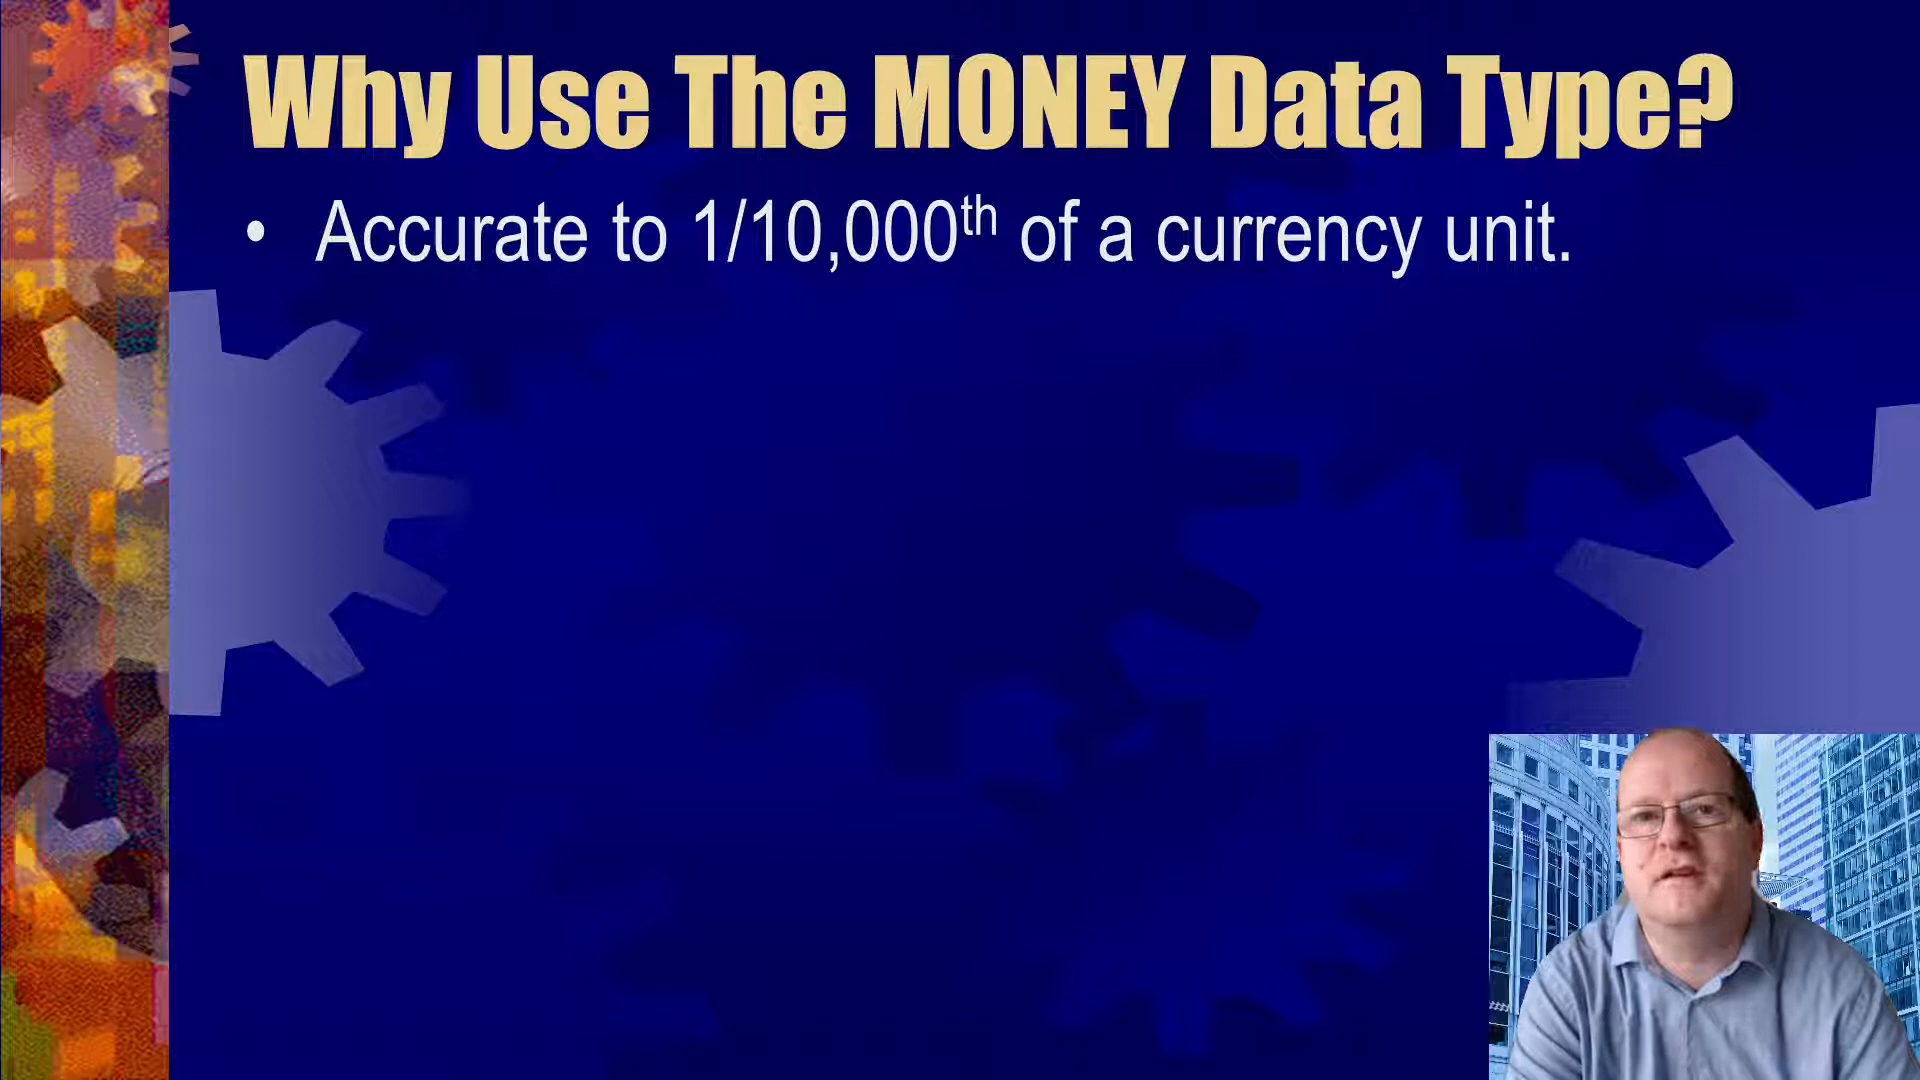 Why Use The MONEY Data Type?
• Accurate to 1/10,000th of a currency unit.